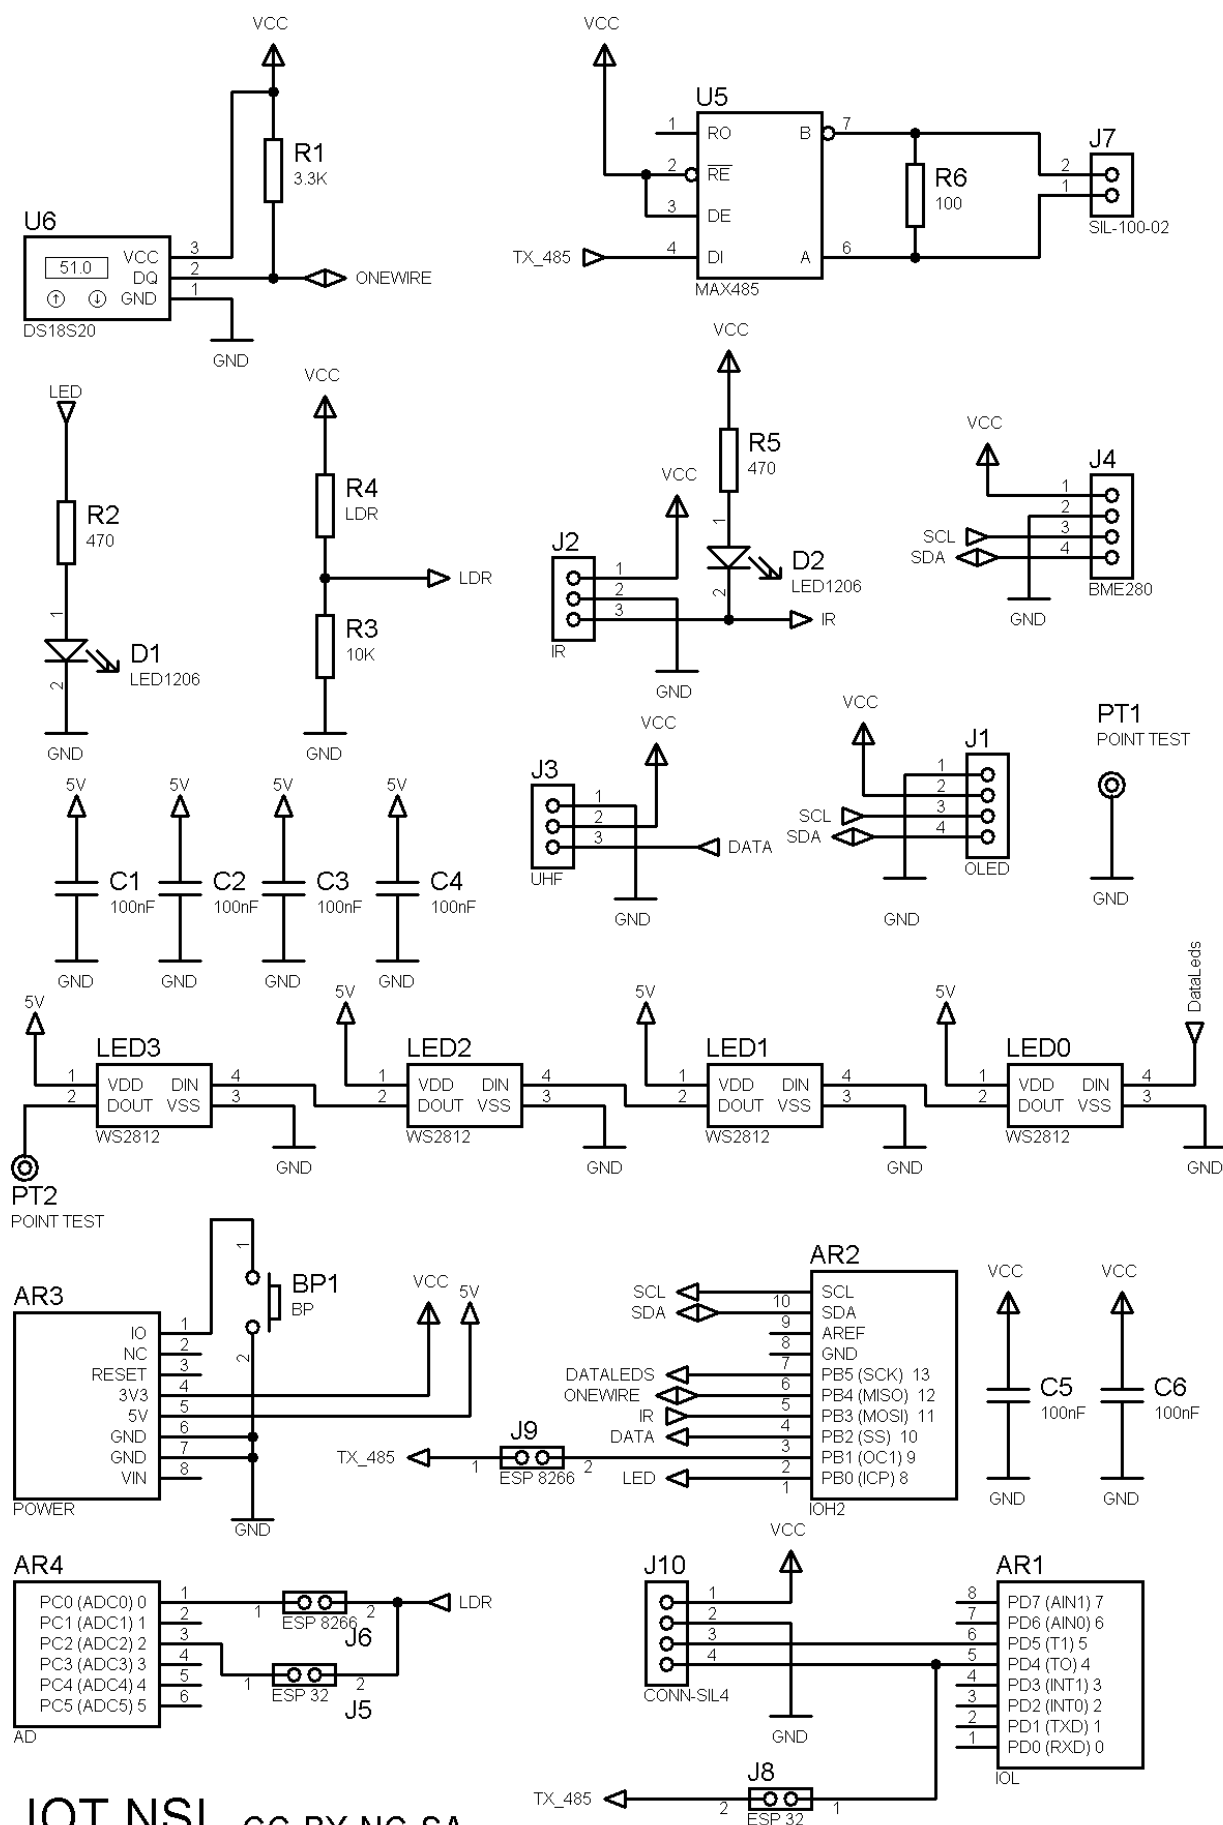 VCC
R1
3.3K
U6
51.0
VCC 3
DQ 2
GND 1
DS18S20
ONEWIRE
GND
VCC
U5
1 RO
2 RE
3 DE
4 DI
B 7
A 6
MAX485
TX_485
R6
100
J7
2
1
SIL-100-02
LED
R2
470
1
D1
LED1206
2
GND
VCC
R4
LDR
LDR
R3
10K
GND
VCC
R5
470
VCC
1
D2
LED1206
2
J2
1
2
3
IR
IR
GND
VCC
J4
1
2
SCL 3
SDA 4
BME280
GND
VCC
J3
1
2
3
DATA
UHF
GND
VCC
J1
1
2
SCL 3
SDA 4
OLED
GND
PT1
POINT TEST
GND
5V
C1
100nF
GND
5V
C2
100nF
GND
5V
C3
100nF
GND
5V
C4
100nF
GND
5V
LED3
1 VDD DIN 4
2 DOUT VSS 3
WS2812
GND
PT2
POINT TEST
5V
LED2
1 VDD DIN 4
2 DOUT VSS 3
WS2812
GND
5V
LED1
1 VDD DIN 4
2 DOUT VSS 3
WS2812
GND
5V
LED0
1 VDD DIN 4
2 DOUT VSS 3
WS2812
GND
DataLeds
AR3
IO 1
NC 2
RESET 3
3V3 4
5V 5
GND 6
GND 7
VIN 8
POWER
1
BP1
BP
2
GND
VCC
5V
AR2
SCL SCL
SDA 10 SDA
9 AREF
8 GND
DATALEDS 7 PB5 (SCK) 13
ONEWIRE 6 PB4 (MISO) 12
IR 5 PB3 (MOSI) 11
DATA 4 PB2 (SS) 10
3 PB1 (OC1) 9
LED 2 PB0 (ICP) 8
1
IOH2
TX_485
J9
1 2
ESP 8266
VCC
C5
100nF
GND
VCC
C6
100nF
GND
AR4
PC0 (ADC0) 0 1
PC1 (ADC1) 1 2
PC2 (ADC2) 2 3
PC3 (ADC3) 3 4
PC4 (ADC4) 4 5
PC5 (ADC5) 5 6
AD
1 2
ESP 8266
J6
LDR
1 2
ESP 32
J5
VCC
J10
1
2
3
4
CONN-SIL4
GND
AR1
8 PD7 (AIN1) 7
7 PD6 (AIN0) 6
6 PD5 (T1) 5
5 PD4 (TO) 4
4 PD3 (INT1) 3
3 PD2 (INT0) 2
2 PD1 (TXD) 1
1 PD0 (RXD) 0
IOL
J8
TX_485
2 1
ESP 32
IOT NSI CC-BY-NC-SA